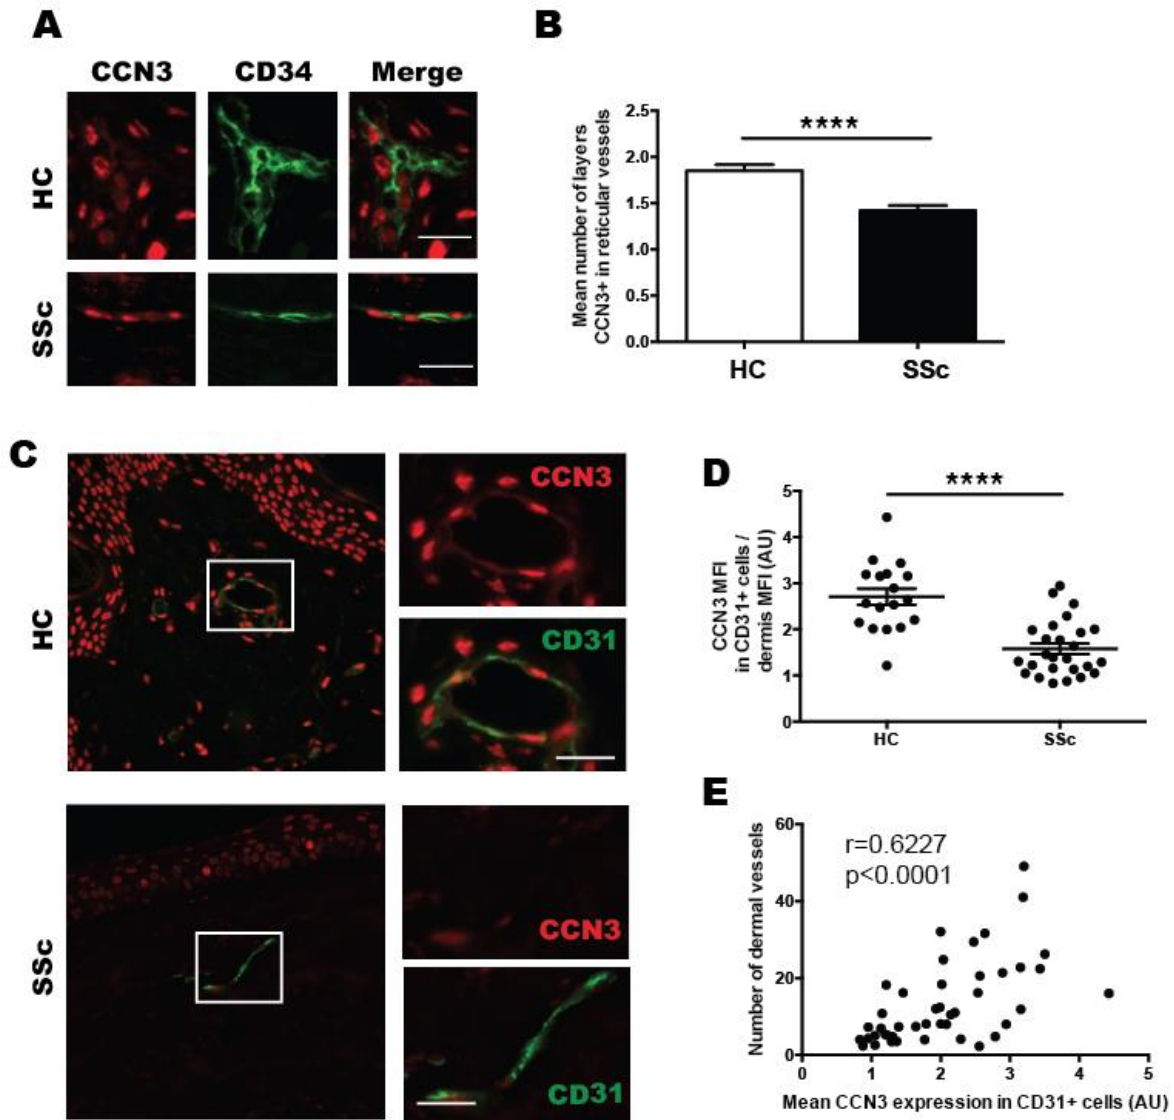 A
CCN3 CD34 Merge
HC
SSc
B
Mean number of layers
CCN3+ in reticular vessels
2.5
2.0
1.5
1.0
0.5
0.0
****
HC SSc
C
HC
CCN3
CD31
SSc
CCN3
CD31
D
CCN3 MFI
in CD31+ cells /
dermis MFI (AU)
5
4
3
2
1
0
****
HC SSc
E
Number of dermal vessels
60
40
20
0
r=0.6227
p<0.0001
0 1 2 3 4 5
Mean CCN3 expression in CD31+ cells (AU)